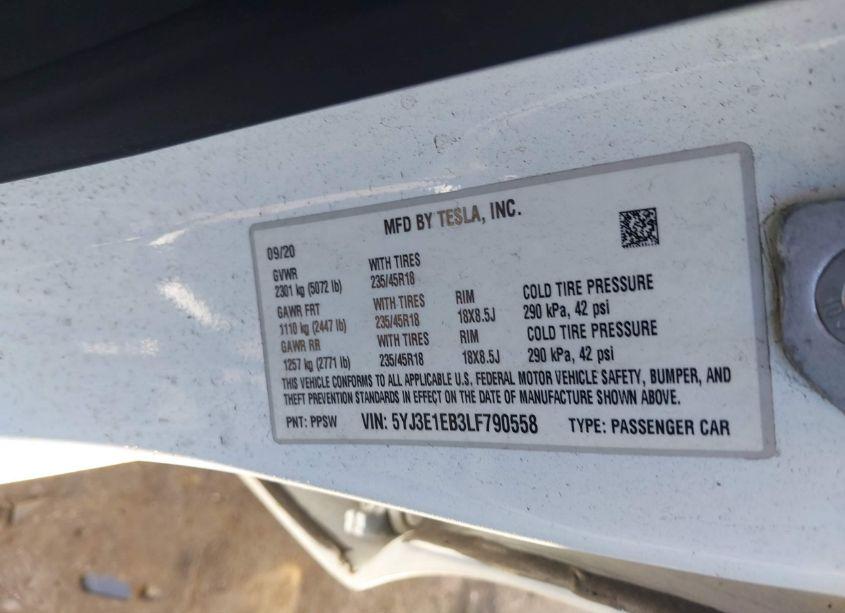 MFD BY TESLA, INC.
09/20
GVWR WITH TIRES
2301 kg (5072 lb) 235/45R18
GAWR FRT WITH TIRES RIM COLD TIRE PRESSURE
1110 kg (2447 lb) 235/45R18 18X8.5J 290 kPa, 42 psi
GAWR RR WITH TIRES RIM COLD TIRE PRESSURE
1257 kg (2771 lb) 235/45R18 18X8.5J 290 kPa, 42 psi
THIS VEHICLE CONFORMS TO ALL APPLICABLE U.S. FEDERAL MOTOR VEHICLE SAFETY, BUMPER, AND
THEFT PREVENTION STANDARDS IN EFFECT ON THE DATE OF MANUFACTURE SHOWN ABOVE.
PNT: PPSW VIN: 5YJ3E1EB3LF790558 TYPE: PASSENGER CAR